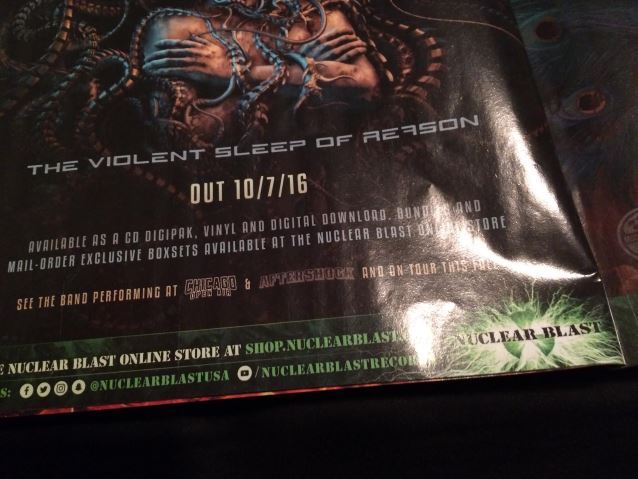 THE VIOLENT SLEEP OF REASON
OUT 10/7/16
AVAILABLE AS A CD DIGIPAK, VINYL AND DIGITAL DOWNLOAD. AND
MAIL-ORDER EXCLUSIVE BOXSETS AVAILABLE AT THE NUCLEAR BLAST STORE
SEE THE BAND PERFORMING AT CHICAGO OPEN AIR & AFTERSHOCK AND ON TOUR THIS
NUCLEAR BLAST ONLINE STORE AT SHOP.NUCLEARBLAST
@NUCLEARBLASTUSA /NUCLEARBLASTRECO
NUCLEAR BLAST